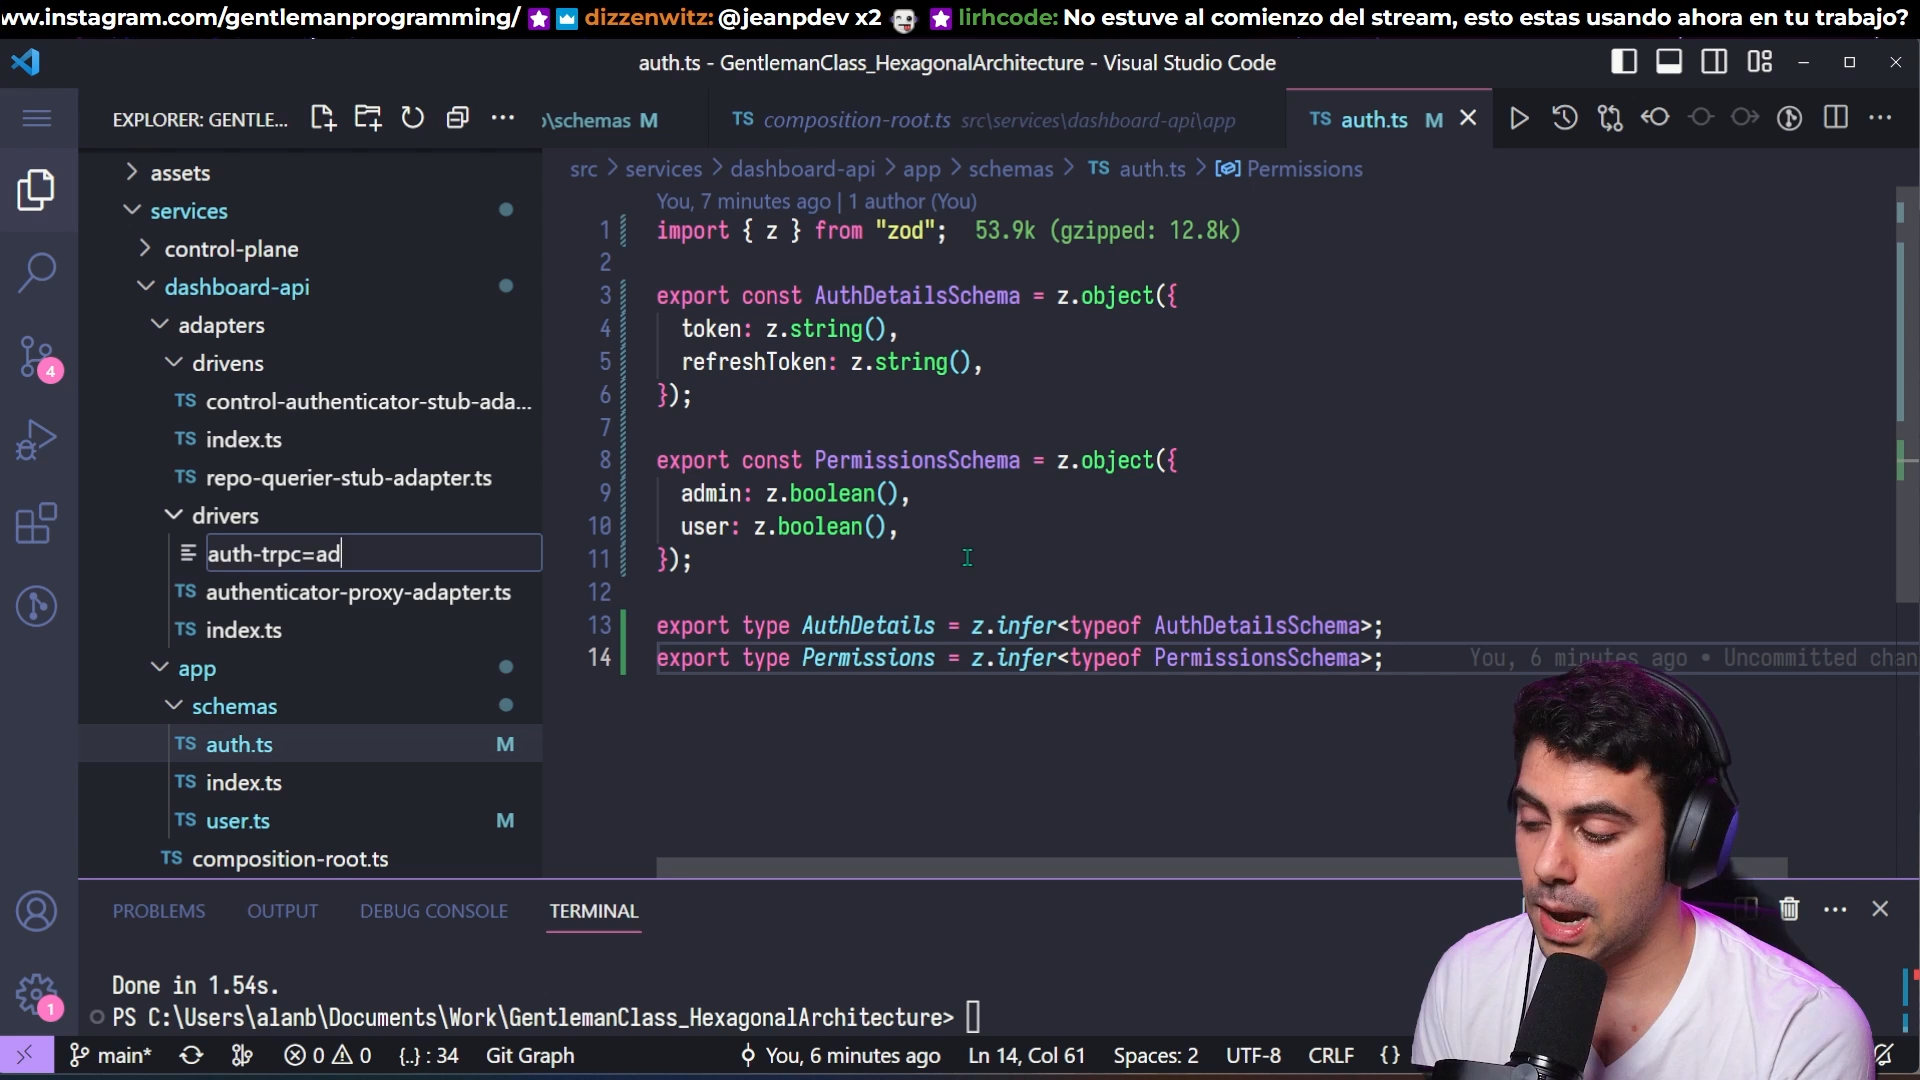 ww.instagram.com/gentlemanprogramming/ dizzenwitz: @jeanpdev x2 lirhcode: No estuve al comienzo del stream, esto estas usando ahora en tu trabajo?
auth.ts - GentlemanClass_HexagonalArchitecture - Visual Studio Code
EXPLORER: GENTLE...
\schemas M
TS composition-root.ts src\services\dashboard-api\app
TS auth.ts M
src > services > dashboard-api > app > schemas > TS auth.ts > Permissions
assets
services
control-plane
dashboard-api
adapters
drivens
TS control-authenticator-stub-ada...
TS index.ts
TS repo-querier-stub-adapter.ts
drivers
auth-trpc=ad
TS authenticator-proxy-adapter.ts
TS index.ts
app
schemas
TS auth.ts M
TS index.ts
TS user.ts M
TS composition-root.ts
4
1
You, 7 minutes ago | 1 author (You)
1 import { z } from "zod"; 53.9k (gzipped: 12.8k)
2
3 export const AuthDetailsSchema = z.object({
4 token: z.string(),
5 refreshToken: z.string(),
6 });
7
8 export const PermissionsSchema = z.object({
9 admin: z.boolean(),
10 user: z.boolean(),
11 });
12
13 export type AuthDetails = z.infer<typeof AuthDetailsSchema>;
14 export type Permissions = z.infer<typeof PermissionsSchema>; You, 6 minutes ago • Uncommitted chan
PROBLEMS OUTPUT DEBUG CONSOLE TERMINAL
Done in 1.54s.
PS C:\Users\alanb\Documents\Work\GentlemanClass_HexagonalArchitecture>
main* 0 0 {..} : 34 Git Graph You, 6 minutes ago Ln 14, Col 61 Spaces: 2 UTF-8 CRLF {}